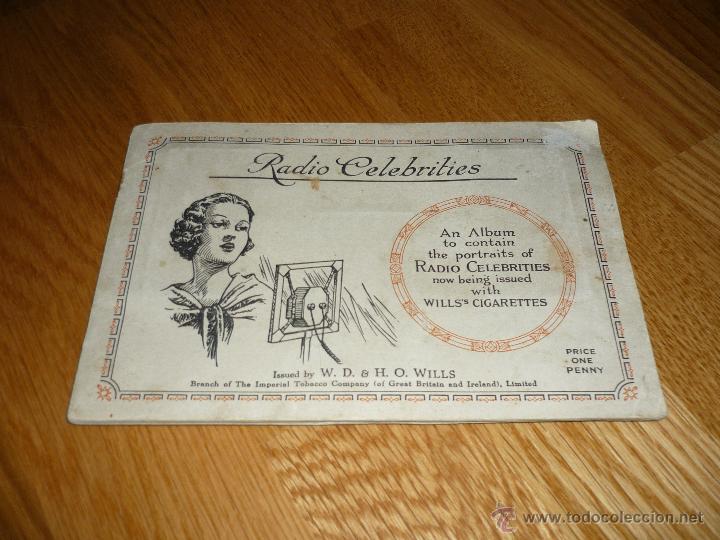 Radio Celebrities
An Album
to contain
the portraits of
RADIO CELEBRITIES
now being issued
with
WILLS'S CIGARETTES
PRICE
ONE
PENNY
Issued by W. D. & H. O. WILLS
Branch of The Imperial Tobacco Company (of Great Britain and Ireland), Limited
© www.todocoleccion.net